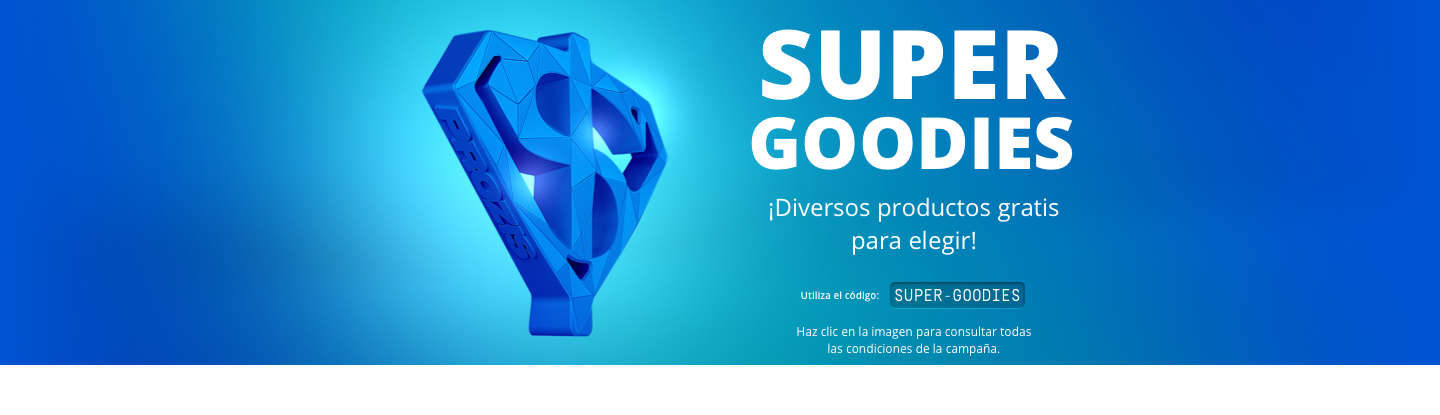 PROZIS
SUPER
GOODIES
¡Diversos productos gratis
para elegir!
Utiliza el código: SUPER-GOODIES
Haz clic en la imagen para consultar todas
las condiciones de la campaña.